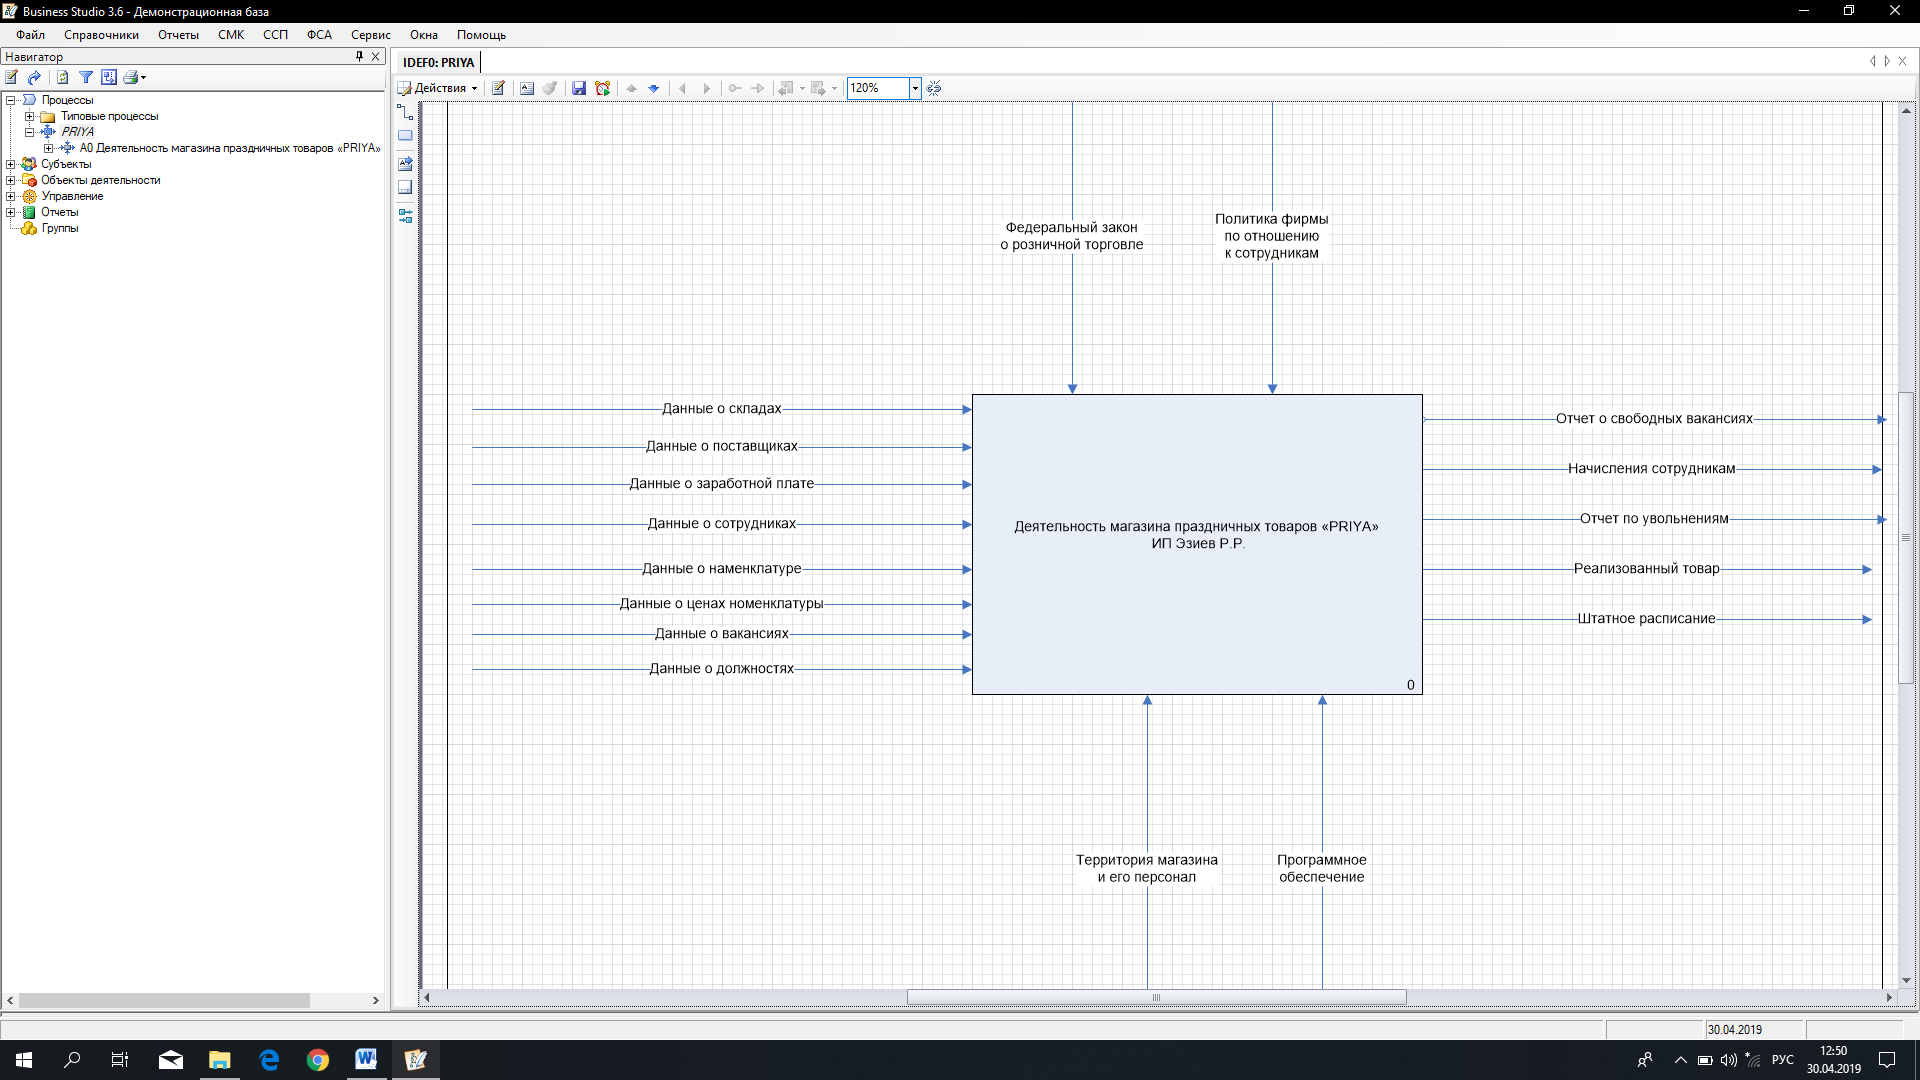 Business Studio 3.6 - Демонстрационная база
Файл Справочники Отчеты СМК ССП ФСА Сервис Окна Помощь
Навигатор
Процессы
Типовые процессы
PRIYA
A0 Деятельность магазина праздничных товаров «PRIYA»
Субъекты
Объекты деятельности
Управление
Отчеты
Группы
IDEF0: PRIYA
Действия
120%
Федеральный закон
о розничной торговле
Политика фирмы
по отношению
к сотрудникам
Данные о складах
Данные о поставщиках
Данные о заработной плате
Данные о сотрудниках
Данные о наменклатуре
Данные о ценах номенклатуры
Данные о вакансиях
Данные о должностях
Деятельность магазина праздничных товаров «PRIYA»
ИП Эзиев Р.Р.
0
Отчет о свободных вакансиях
Начисления сотрудникам
Отчет по увольнениям
Реализованный товар
Штатное расписание
Территория магазина
и его персонал
Программное
обеспечение
30.04.2019
РУС
12:50
30.04.2019